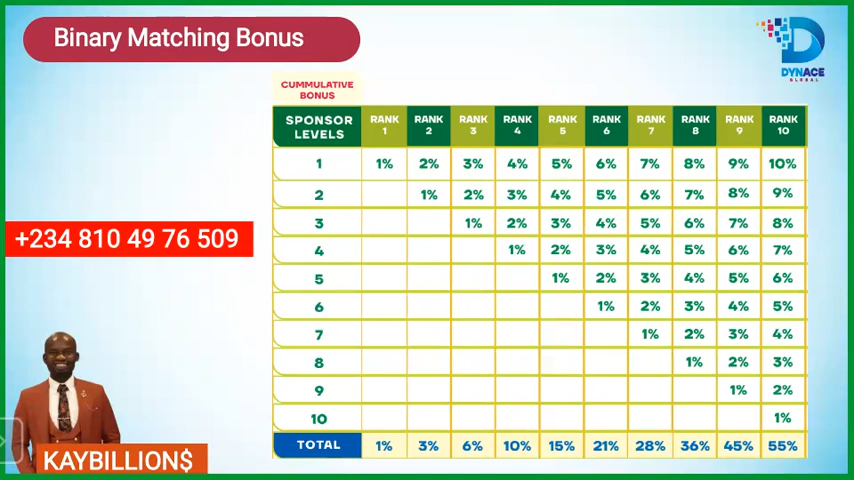 Binary Matching Bonus
DYNACE
GLOBAL
CUMMULATIVE
BONUS
SPONSOR LEVELS RANK 1 RANK 2 RANK 3 RANK 4 RANK 5 RANK 6 RANK 7 RANK 8 RANK 9 RANK 10
1 1% 2% 3% 4% 5% 6% 7% 8% 9% 10%
2 1% 2% 3% 4% 5% 6% 7% 8% 9%
3 1% 2% 3% 4% 5% 6% 7% 8%
4 1% 2% 3% 4% 5% 6% 7%
5 1% 2% 3% 4% 5% 6%
6 1% 2% 3% 4% 5%
7 1% 2% 3% 4%
8 1% 2% 3%
9 1% 2%
10 1%
TOTAL 1% 3% 6% 10% 15% 21% 28% 36% 45% 55%
+234 810 49 76 509
KAYBILLION$